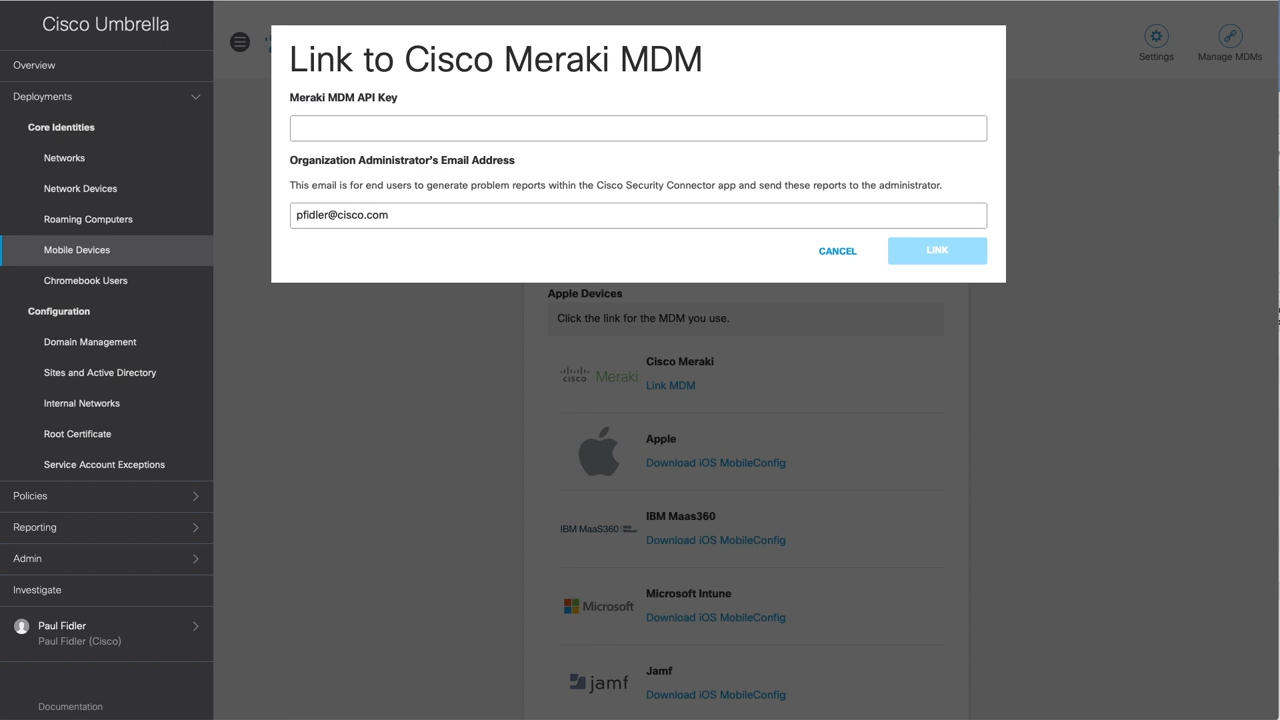 Cisco Umbrella
Overview
Deployments
Core Identities
Networks
Network Devices
Roaming Computers
Mobile Devices
Chromebook Users
Configuration
Domain Management
Sites and Active Directory
Internal Networks
Root Certificate
Service Account Exceptions
Policies
Reporting
Admin
Investigate
Paul Fidler
Paul Fidler (Cisco)
Documentation
Settings
Manage MDMs
Link to Cisco Meraki MDM
Meraki MDM API Key
Organization Administrator's Email Address
This email is for end users to generate problem reports within the Cisco Security Connector app and send these reports to the administrator.
pfidler@cisco.com
CANCEL
LINK
Apple Devices
Click the link for the MDM you use.
cisco Meraki
Cisco Meraki
Link MDM
Apple
Download iOS MobileConfig
IBM MaaS360
IBM Maas360
Download iOS MobileConfig
Microsoft
Microsoft Intune
Download iOS MobileConfig
jamf
Jamf
Download iOS MobileConfig